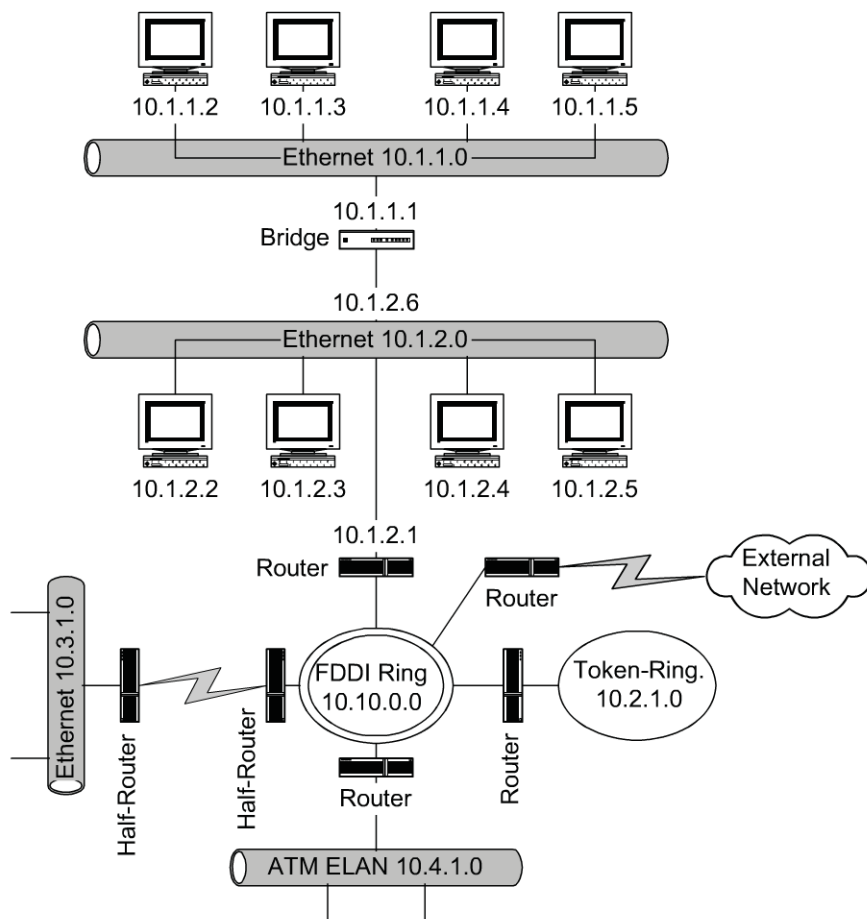 10.1.1.2 10.1.1.3 10.1.1.4 10.1.1.5
Ethernet 10.1.1.0
10.1.1.1
Bridge
10.1.2.6
Ethernet 10.1.2.0
10.1.2.2 10.1.2.3 10.1.2.4 10.1.2.5
10.1.2.1
Router
Router
External
Network
Ethernet 10.3.1.0
Half-Router
Half-Router
FDDI Ring
10.10.0.0
Router
Token-Ring.
10.2.1.0
Router
ATM ELAN 10.4.1.0